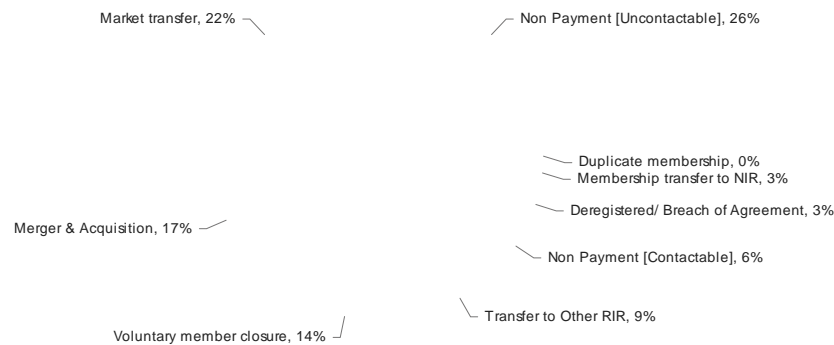 Market transfer, 22%
Non Payment [Uncontactable], 26%
Duplicate membership, 0%
Membership transfer to NIR, 3%
Deregistered/ Breach of Agreement, 3%
Merger & Acquisition, 17%
Non Payment [Contactable], 6%
Transfer to Other RIR, 9%
Voluntary member closure, 14%